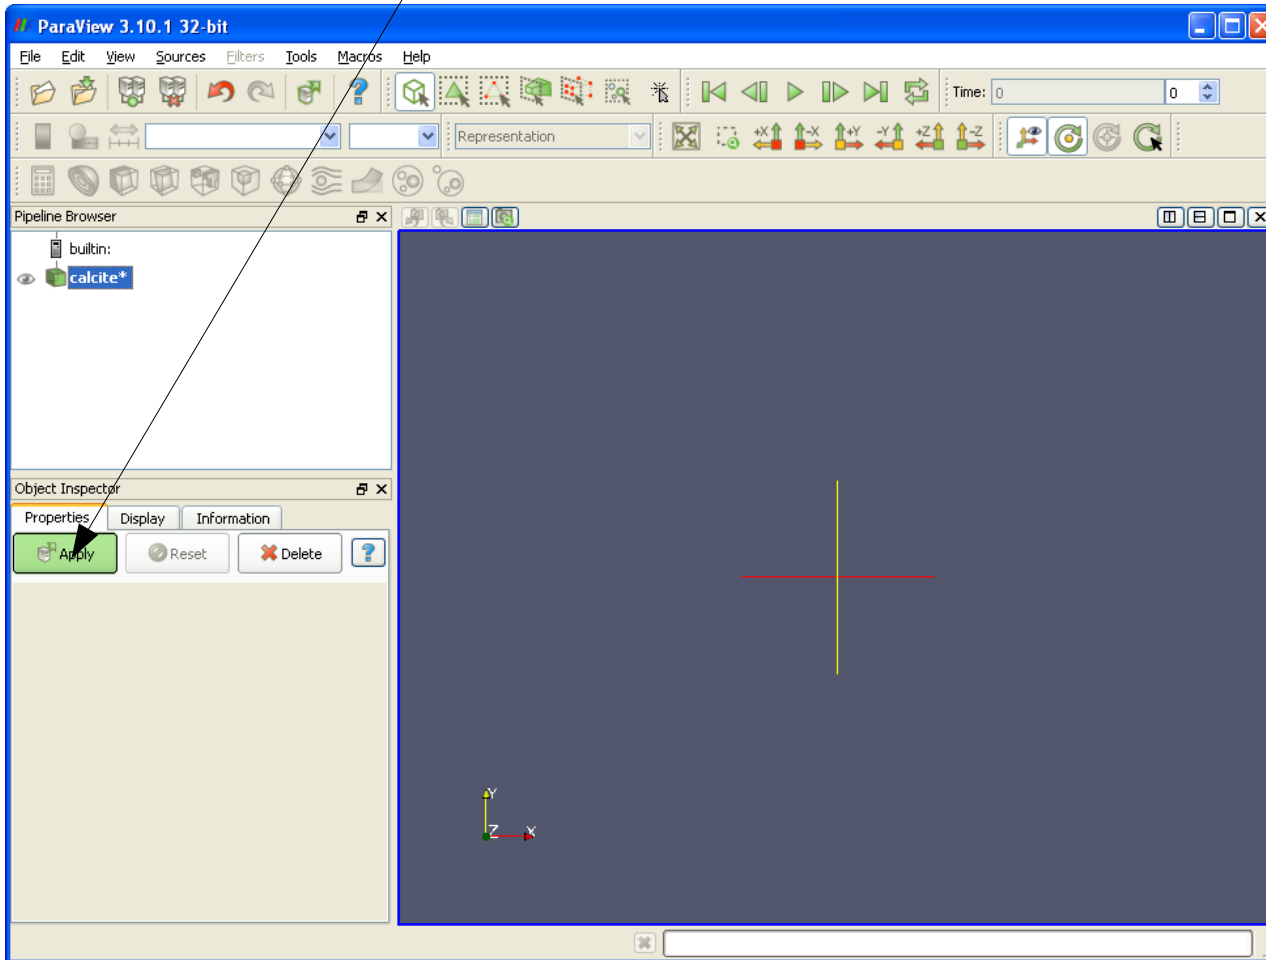 ParaView 3.10.1 32-bit
File Edit View Sources Filters Tools Macros Help
Time: 0 0
+X -X +Y -Y +Z -Z
Representation
Pipeline Browser
builtin:
calcite*
Object Inspector
Properties Display Information
Apply Reset Delete ?
Y
Z X